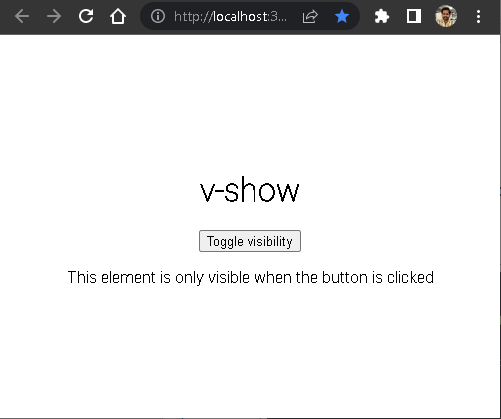 http://localhost:3...
v-show
Toggle visibility
This element is only visible when the button is clicked